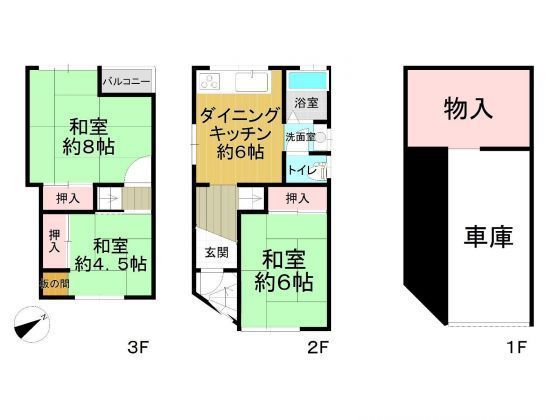 バルコニー
和室
約8帖
押入
押入
和室
約4.5帖
板の間
3F
ダイニング
キッチン
約6帖
浴室
洗面室
トイレ
押入
玄関
和室
約6帖
2F
物入
車庫
1F